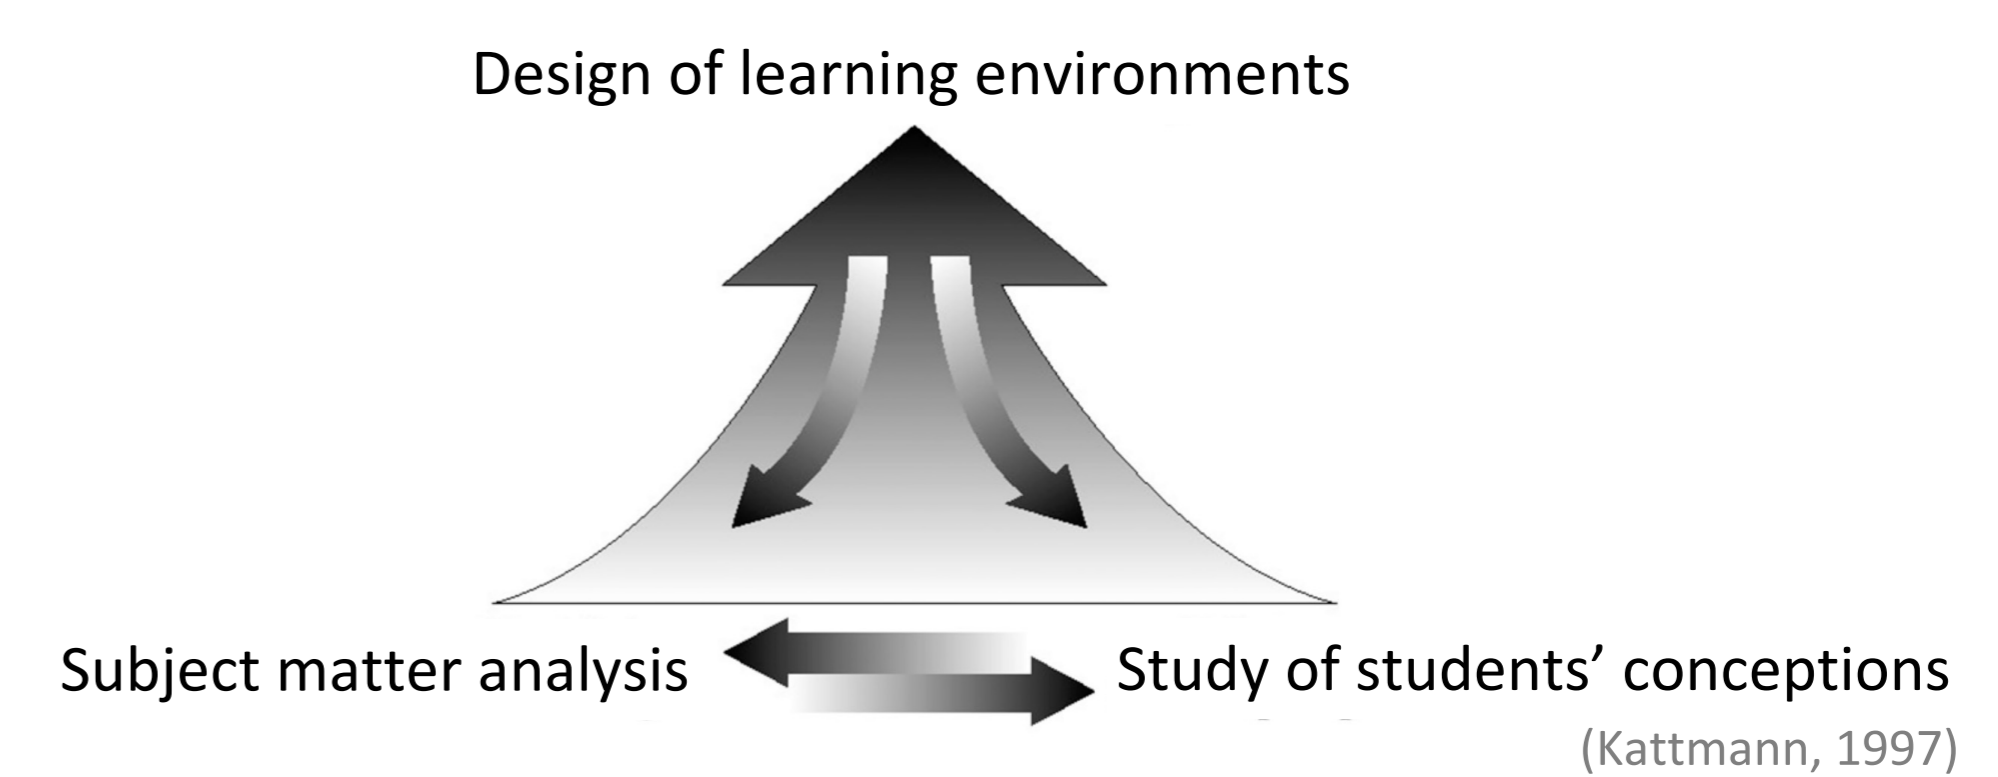 Design of learning environments
Subject matter analysis
Study of students’ conceptions
(Kattmann, 1997)